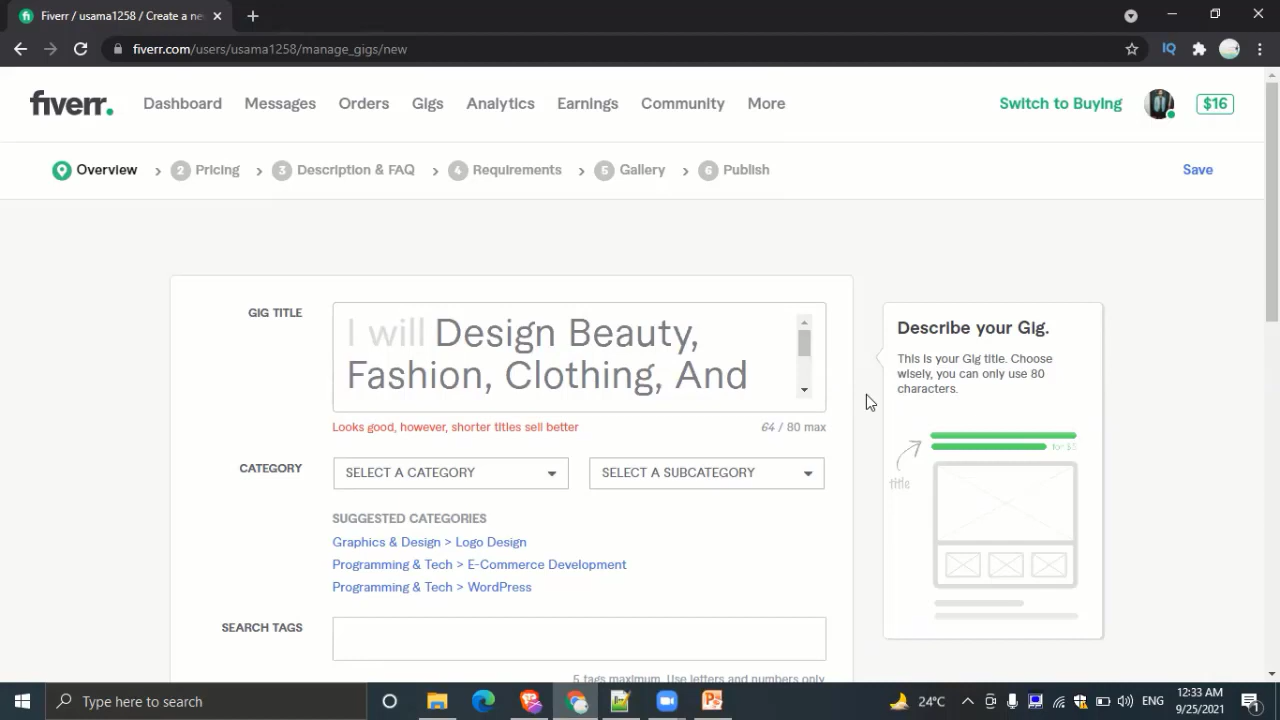 Fiverr / usama1258 / Create a ne
fiverr.com/users/usama1258/manage_gigs/new
IQ
fiverr.
Dashboard Messages Orders Gigs Analytics Earnings Community More Switch to Buying $16
Overview 2 Pricing 3 Description & FAQ 4 Requirements 5 Gallery 6 Publish Save
GIG TITLE
I will Design Beauty,
Fashion, Clothing, And
Looks good, however, shorter titles sell better 64 / 80 max
Describe your Gig.
This is your Gig title. Choose
wisely, you can only use 80
characters.
for $5
title
CATEGORY SELECT A CATEGORY SELECT A SUBCATEGORY
SUGGESTED CATEGORIES
Graphics & Design > Logo Design
Programming & Tech > E-Commerce Development
Programming & Tech > WordPress
SEARCH TAGS
5 tags maximum. Use letters and numbers only.
Type here to search
24°C
ENG
12:33 AM
9/25/2021
1